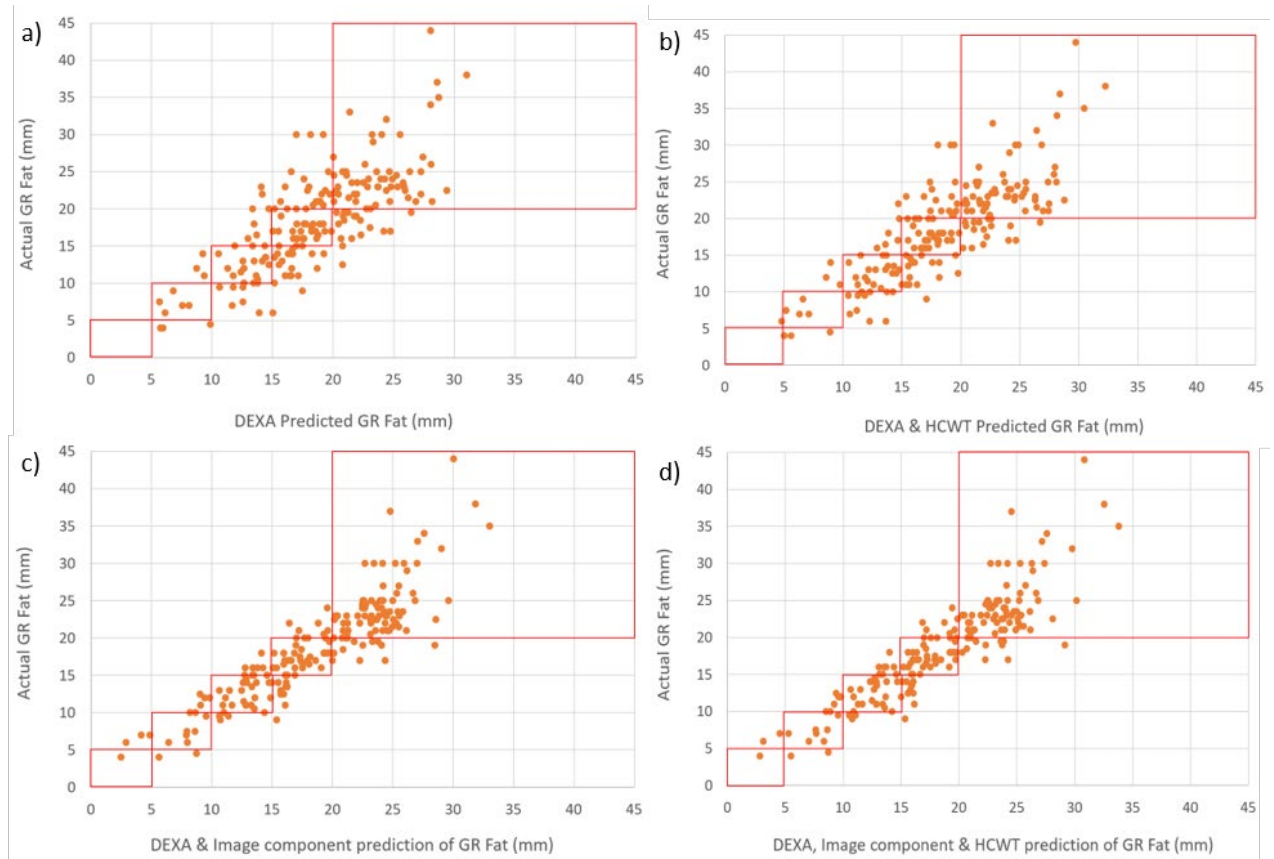 a)
45
40
35
30
25
20
15
10
5
0
Actual GR Fat (mm)
0 5 10 15 20 25 30 35 40 45
DEXA Predicted GR Fat (mm)
b)
45
40
35
30
25
20
15
10
5
0
Actual GR Fat (mm)
0 5 10 15 20 25 30 35 40 45
DEXA & HCWT Predicted GR Fat (mm)
c)
45
40
35
30
25
20
15
10
5
0
Actual GR Fat (mm)
0 5 10 15 20 25 30 35 40 45
DEXA & Image component prediction of GR Fat (mm)
d)
45
40
35
30
25
20
15
10
5
0
Actual GR Fat (mm)
0 5 10 15 20 25 30 35 40 45
DEXA, Image component & HCWT prediction of GR Fat (mm)